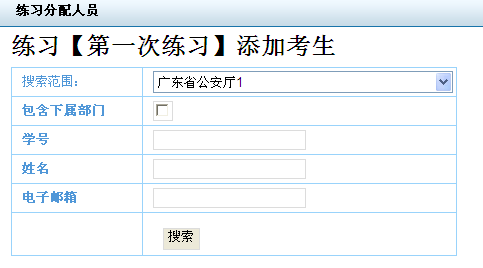 练习分配人员
练习【第一次练习】添加考生
搜索范围：
广东省公安厅1
包含下属部门
学号
姓名
电子邮箱
搜索